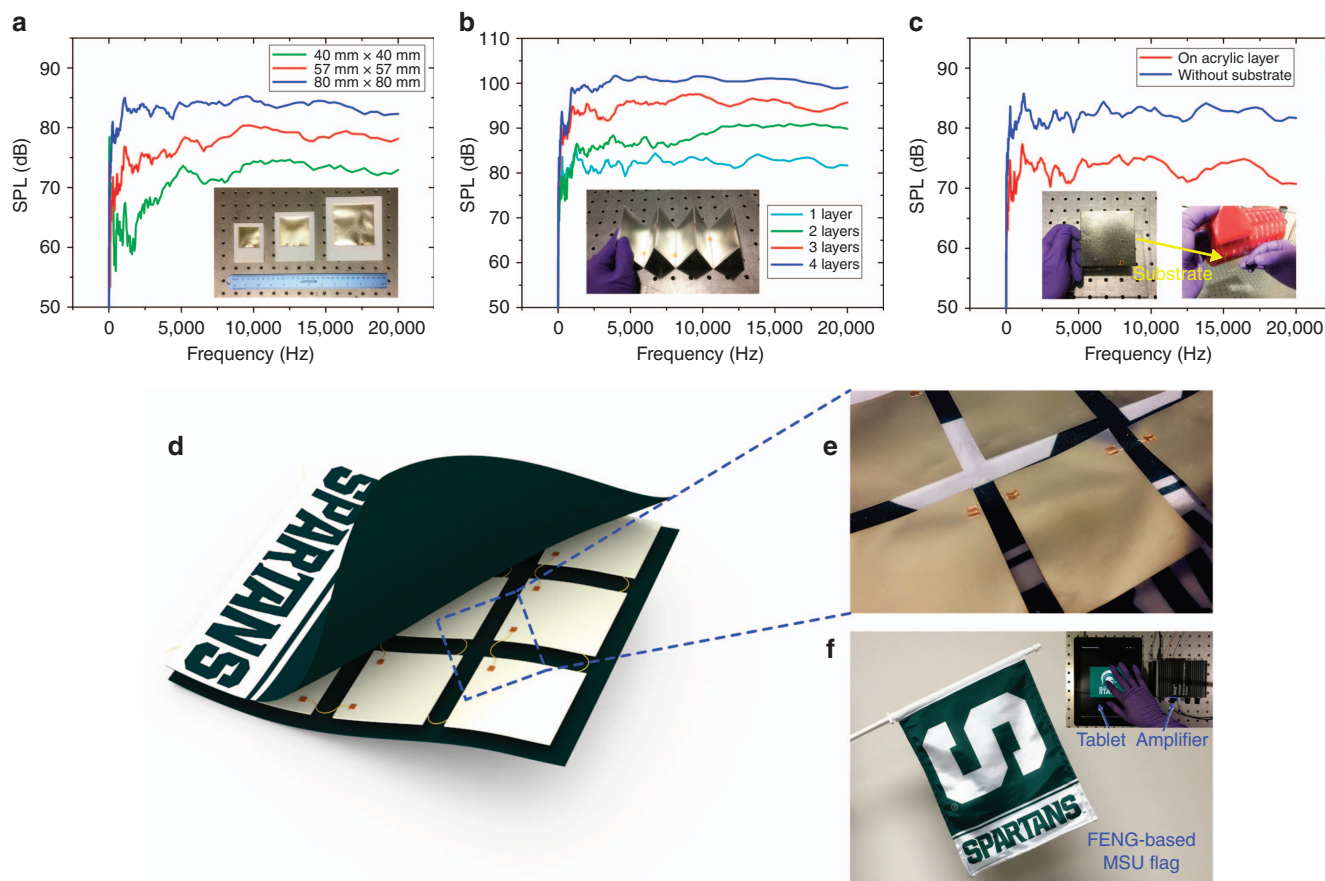 a
95
90
80
70
60
50
SPL (dB)
0
5,000
10,000
15,000
20,000
Frequency (Hz)
40 mm × 40 mm
57 mm × 57 mm
80 mm × 80 mm
b
110
100
90
80
70
60
50
SPL (dB)
0
5,000
10,000
15,000
20,000
Frequency (Hz)
1 layer
2 layers
3 layers
4 layers
c
95
90
80
70
60
50
SPL (dB)
0
5,000
10,000
15,000
20,000
Frequency (Hz)
On acrylic layer
Without substrate
Substrate
d
SPARTANS
e
f
S
SPARTANS
Tablet Amplifier
FENG-based
MSU flag